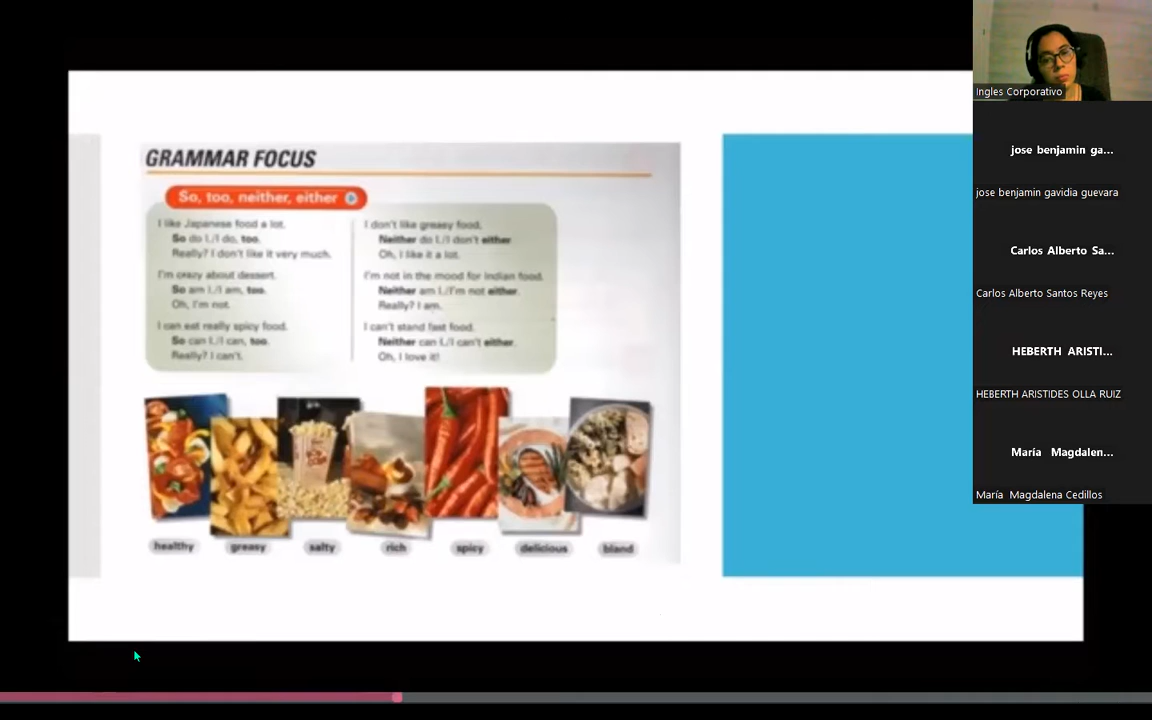 GRAMMAR FOCUS
So, too, neither, either
I like Japanese food a lot.
So do I./I do, too.
Really? I don't like it very much.
I'm crazy about dessert.
So am I./I am, too.
Oh, I'm not.
I can eat really spicy food.
So can I./I can, too.
Really? I can't.
I don't like greasy food.
Neither do I./I don't either
Oh, I like it a lot.
I'm not in the mood for Indian food.
Neither am I./I'm not either.
Really? I am.
I can't stand fast food.
Neither can I./I can't either.
Oh, I love it!
healthy
greasy
salty
rich
spicy
delicious
bland
Ingles Corporativo
jose benjamin ga...
jose benjamin gavidia guevara
Carlos Alberto Sa...
Carlos Alberto Santos Reyes
HEBERTH ARISTI...
HEBERTH ARISTIDES OLLA RUIZ
María Magdalen...
María Magdalena Cedillos